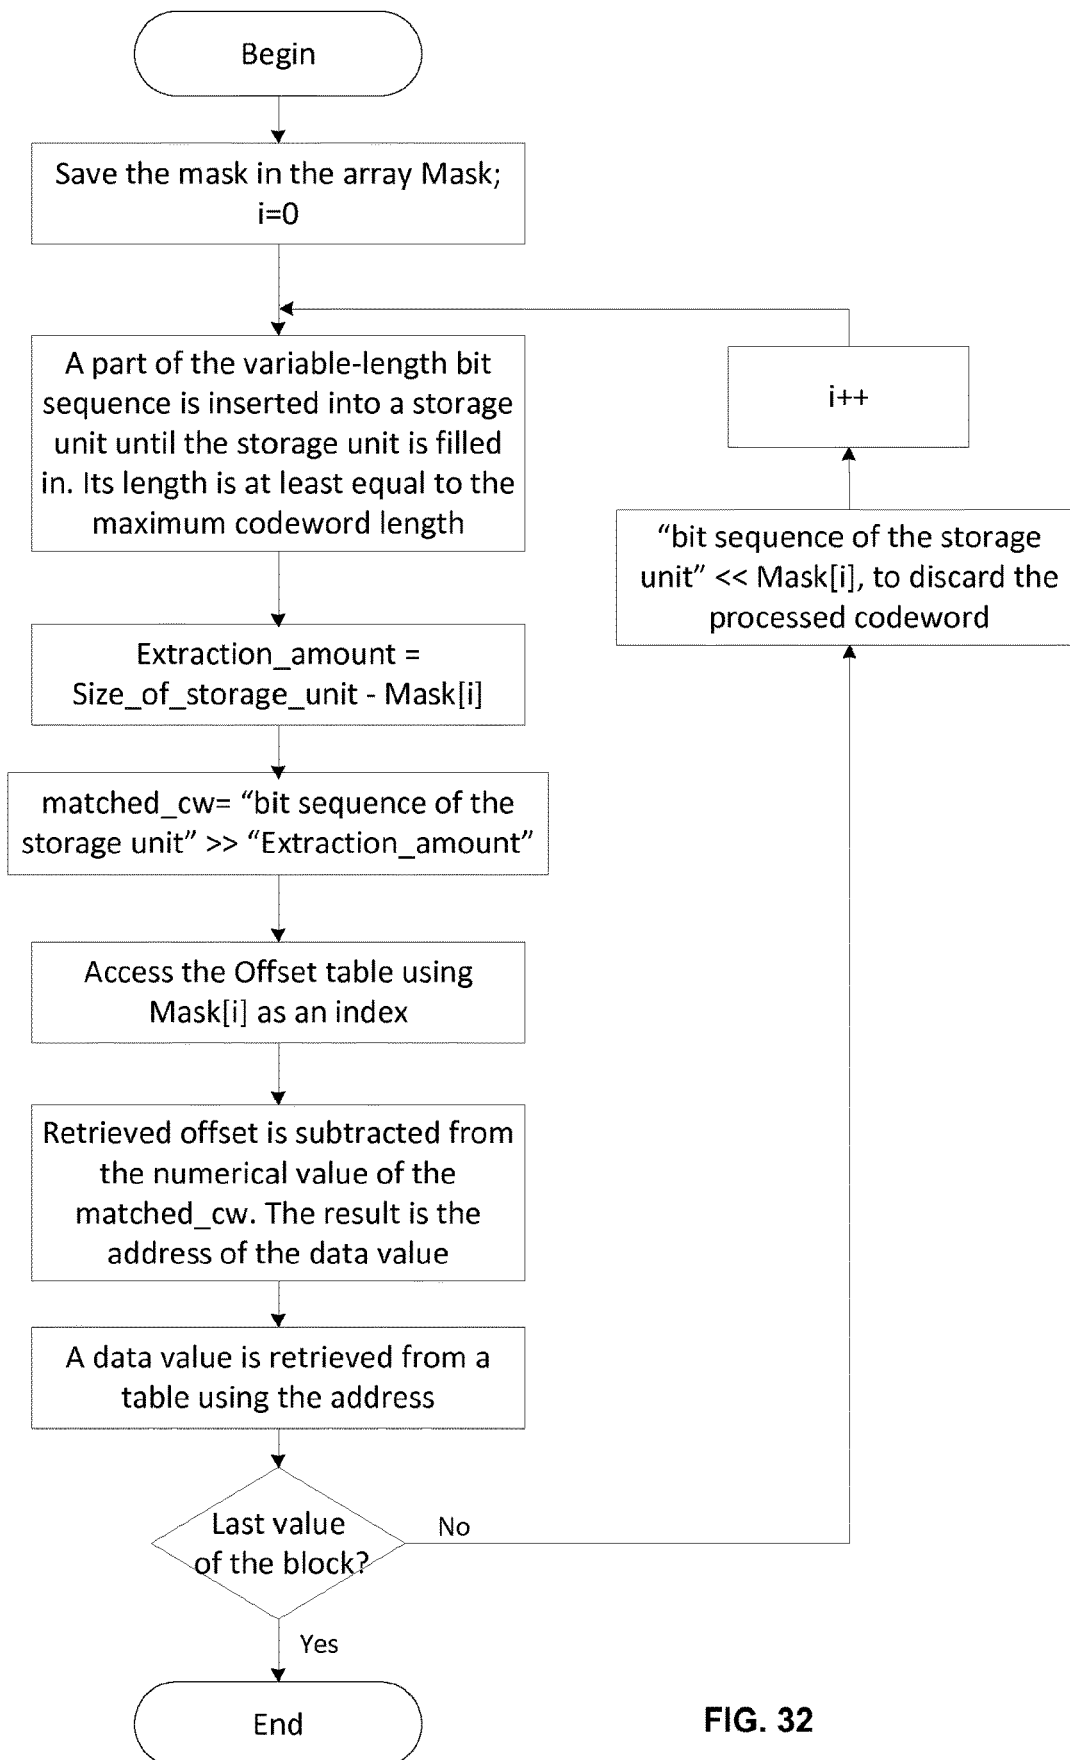 Begin
Save the mask in the array Mask;
i=0
A part of the variable-length bit
sequence is inserted into a storage
unit until the storage unit is filled
in. Its length is at least equal to the
maximum codeword length
Extraction_amount =
Size_of_storage_unit - Mask[i]
matched_cw= “bit sequence of the
storage unit” >> “Extraction_amount”
Access the Offset table using
Mask[i] as an index
Retrieved offset is subtracted from
the numerical value of the
matched_cw. The result is the
address of the data value
A data value is retrieved from a
table using the address
Last value
of the block?
No
“bit sequence of the storage
unit” << Mask[i], to discard the
processed codeword
i++
Yes
End
FIG. 32